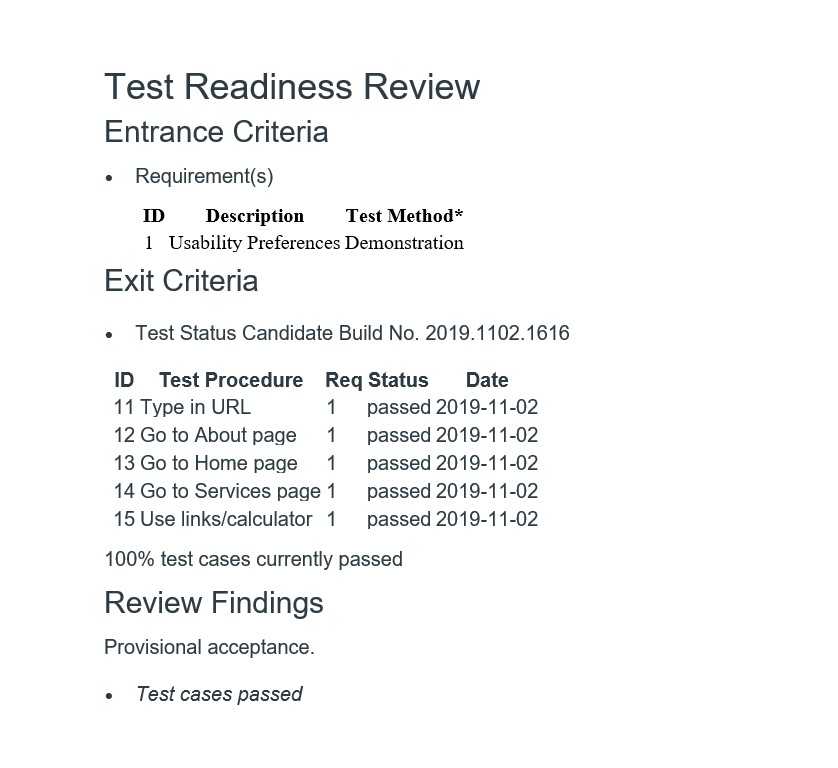 Test Readiness Review
Entrance Criteria
• Requirement(s)
ID Description Test Method*
1 Usability Preferences Demonstration
Exit Criteria
• Test Status Candidate Build No. 2019.1102.1616
ID Test Procedure Req Status Date
11 Type in URL 1 passed 2019-11-02
12 Go to About page 1 passed 2019-11-02
13 Go to Home page 1 passed 2019-11-02
14 Go to Services page 1 passed 2019-11-02
15 Use links/calculator 1 passed 2019-11-02
100% test cases currently passed
Review Findings
Provisional acceptance.
• Test cases passed